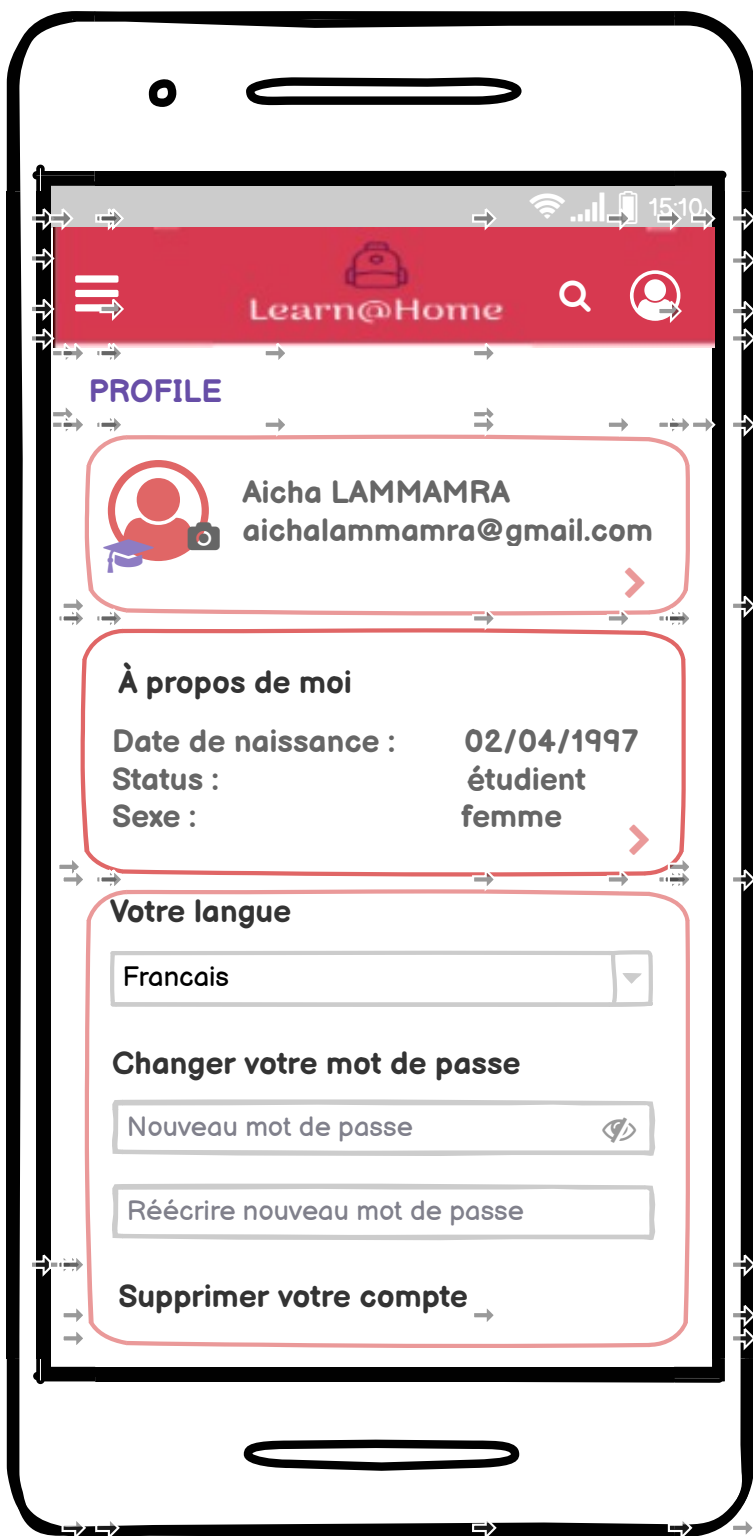 15:10
Learn@Home
PROFILE
Aicha LAMMAMRA
aichalammamra@gmail.com
À propos de moi
Date de naissance : 02/04/1997
Status : étudient
Sexe : femme
Votre langue
Francais
Changer votre mot de passe
Nouveau mot de passe
Réécrire nouveau mot de passe
Supprimer votre compte